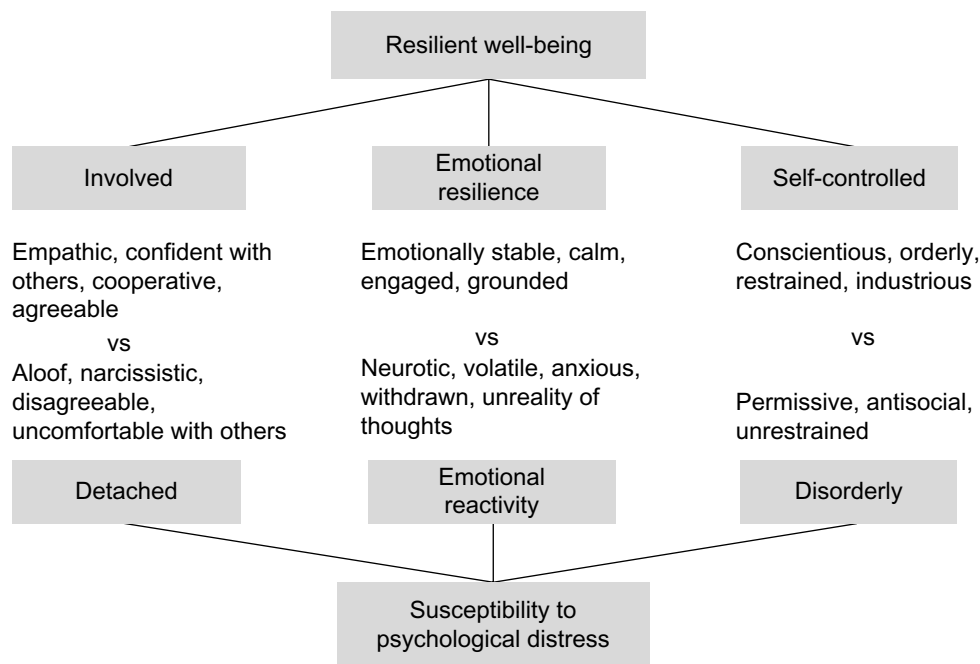 Resilient well-being
Involved
Emotional
resilience
Self-controlled
Empathic, confident with
others, cooperative,
agreeable
vs
Aloof, narcissistic,
disagreeable,
uncomfortable with others
Emotionally stable, calm,
engaged, grounded
vs
Neurotic, volatile, anxious,
withdrawn, unreality of
thoughts
Conscientious, orderly,
restrained, industrious
vs
Permissive, antisocial,
unrestrained
Detached
Emotional
reactivity
Disorderly
Susceptibility to
psychological distress